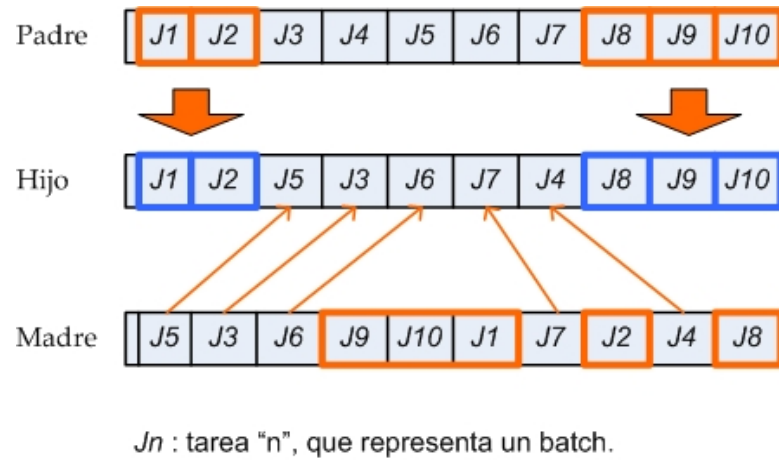 Padre J1 J2 J3 J4 J5 J6 J7 J8 J9 J10
Hijo J1 J2 J5 J3 J6 J7 J4 J8 J9 J10
Madre J5 J3 J6 J9 J10 J1 J7 J2 J4 J8
Jn : tarea “n”, que representa un batch.